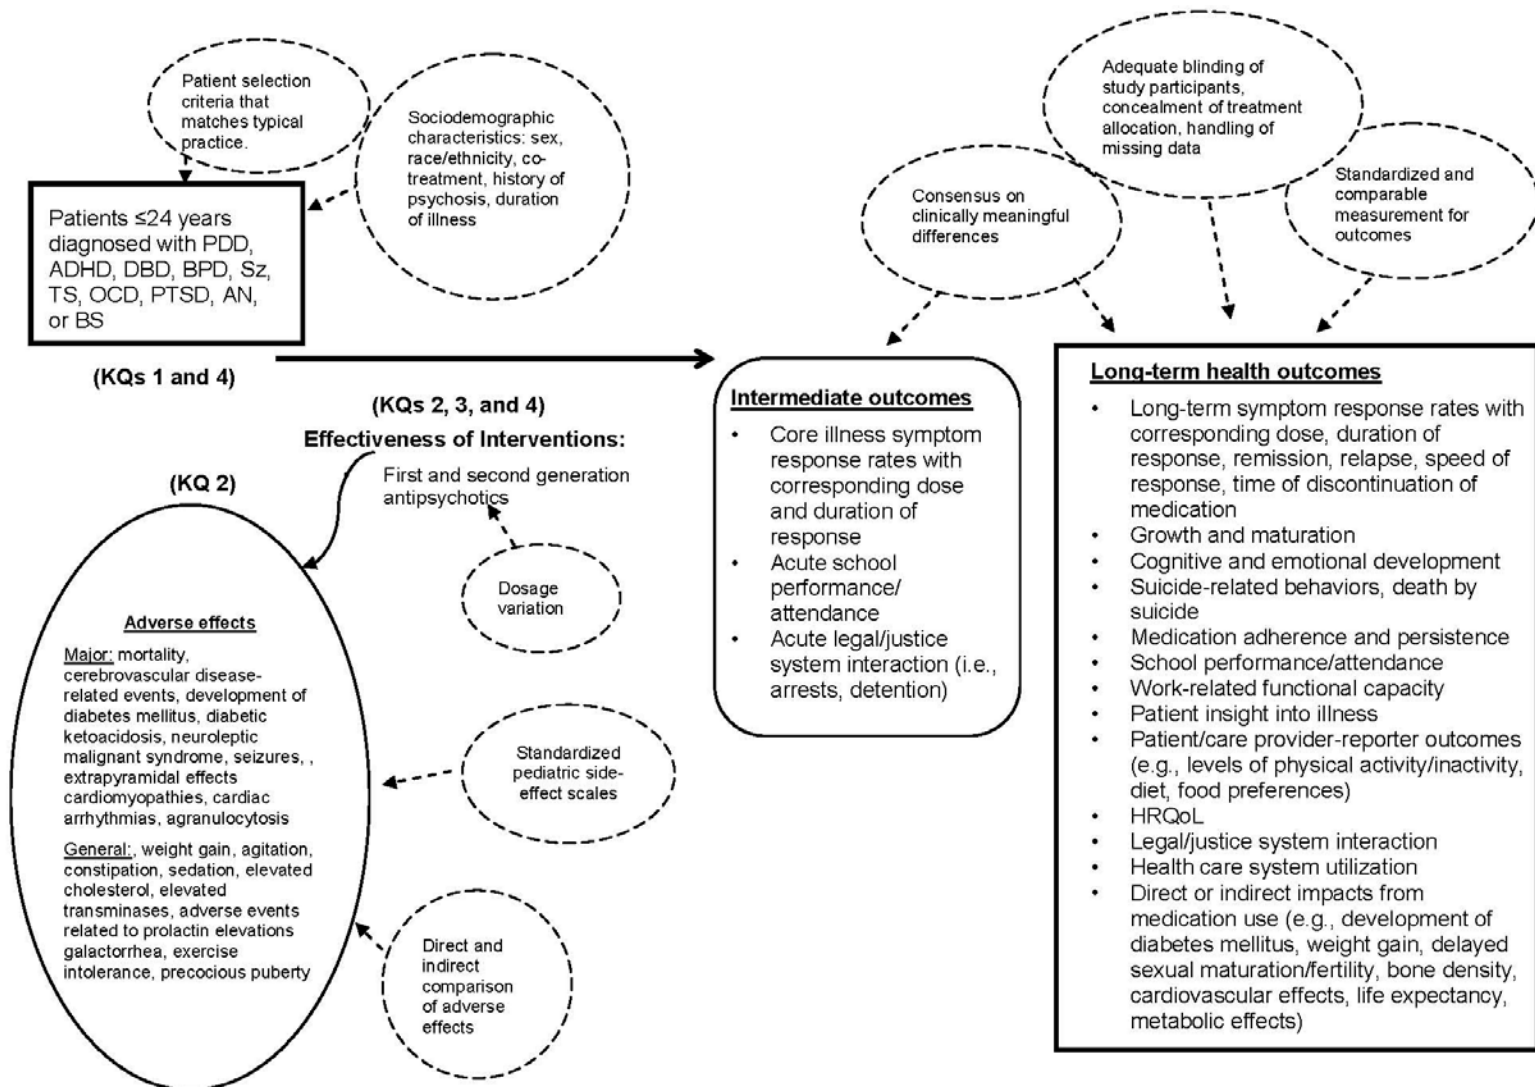 Patient selection
criteria that
matches typical
practice.
Sociodemographic
characteristics: sex,
race/ethnicity, co-
treatment, history of
psychosis, duration
of illness
Patients ≤24 years
diagnosed with PDD,
ADHD, DBD, BPD, Sz,
TS, OCD, PTSD, AN,
or BS
(KQs 1 and 4)
(KQs 2, 3, and 4)
Effectiveness of Interventions:
First and second generation
antipsychotics
Dosage
variation
(KQ 2)
Adverse effects
Major: mortality,
cerebrovascular disease-
related events, development of
diabetes mellitus, diabetic
ketoacidosis, neuroleptic
malignant syndrome, seizures, ,
extrapyramidal effects
cardiomyopathies, cardiac
arrhythmias, agranulocytosis
General:, weight gain, agitation,
constipation, sedation, elevated
cholesterol, elevated
transminases, adverse events
related to prolactin elevations
galactorrhea, exercise
intolerance, precocious puberty
Standardized
pediatric side-
effect scales
Direct and
indirect
comparison
of adverse
effects
Consensus on
clinically meaningful
differences
Adequate blinding of
study participants,
concealment of treatment
allocation, handling of
missing data
Standardized and
comparable
measurement for
outcomes
Intermediate outcomes
• Core illness symptom
response rates with
corresponding dose
and duration of
response
• Acute school
performance/
attendance
• Acute legal/justice
system interaction (i.e.,
arrests, detention)
Long-term health outcomes
• Long-term symptom response rates with
corresponding dose, duration of
response, remission, relapse, speed of
response, time of discontinuation of
medication
• Growth and maturation
• Cognitive and emotional development
• Suicide-related behaviors, death by
suicide
• Medication adherence and persistence
• School performance/attendance
• Work-related functional capacity
• Patient insight into illness
• Patient/care provider-reporter outcomes
(e.g., levels of physical activity/inactivity,
diet, food preferences)
• HRQoL
• Legal/justice system interaction
• Health care system utilization
• Direct or indirect impacts from
medication use (e.g., development of
diabetes mellitus, weight gain, delayed
sexual maturation/fertility, bone density,
cardiovascular effects, life expectancy,
metabolic effects)